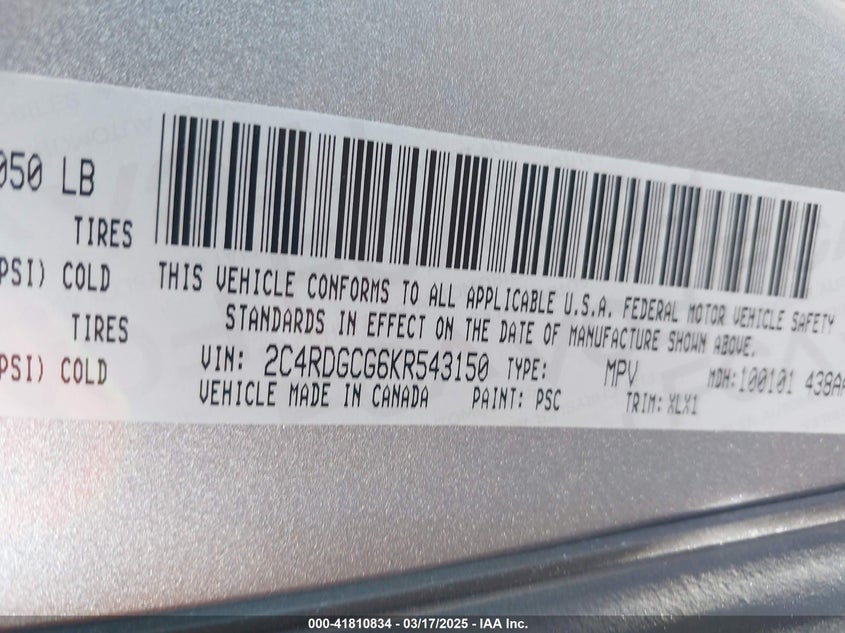 050 LB
TIRES
PSI) COLD
TIRES
PSI) COLD
THIS VEHICLE CONFORMS TO ALL APPLICABLE U.S.A. FEDERAL MOTOR VEHICLE SAFETY
STANDARDS IN EFFECT ON THE DATE OF MANUFACTURE SHOWN ABOVE.
VIN: 2C4RDGCG6KR543150 TYPE: MPV MDH:100101 438AA
VEHICLE MADE IN CANADA PAINT: PSC TRIM: XLX1
000-41810834 / 03/17/2025 - IAA Inc.